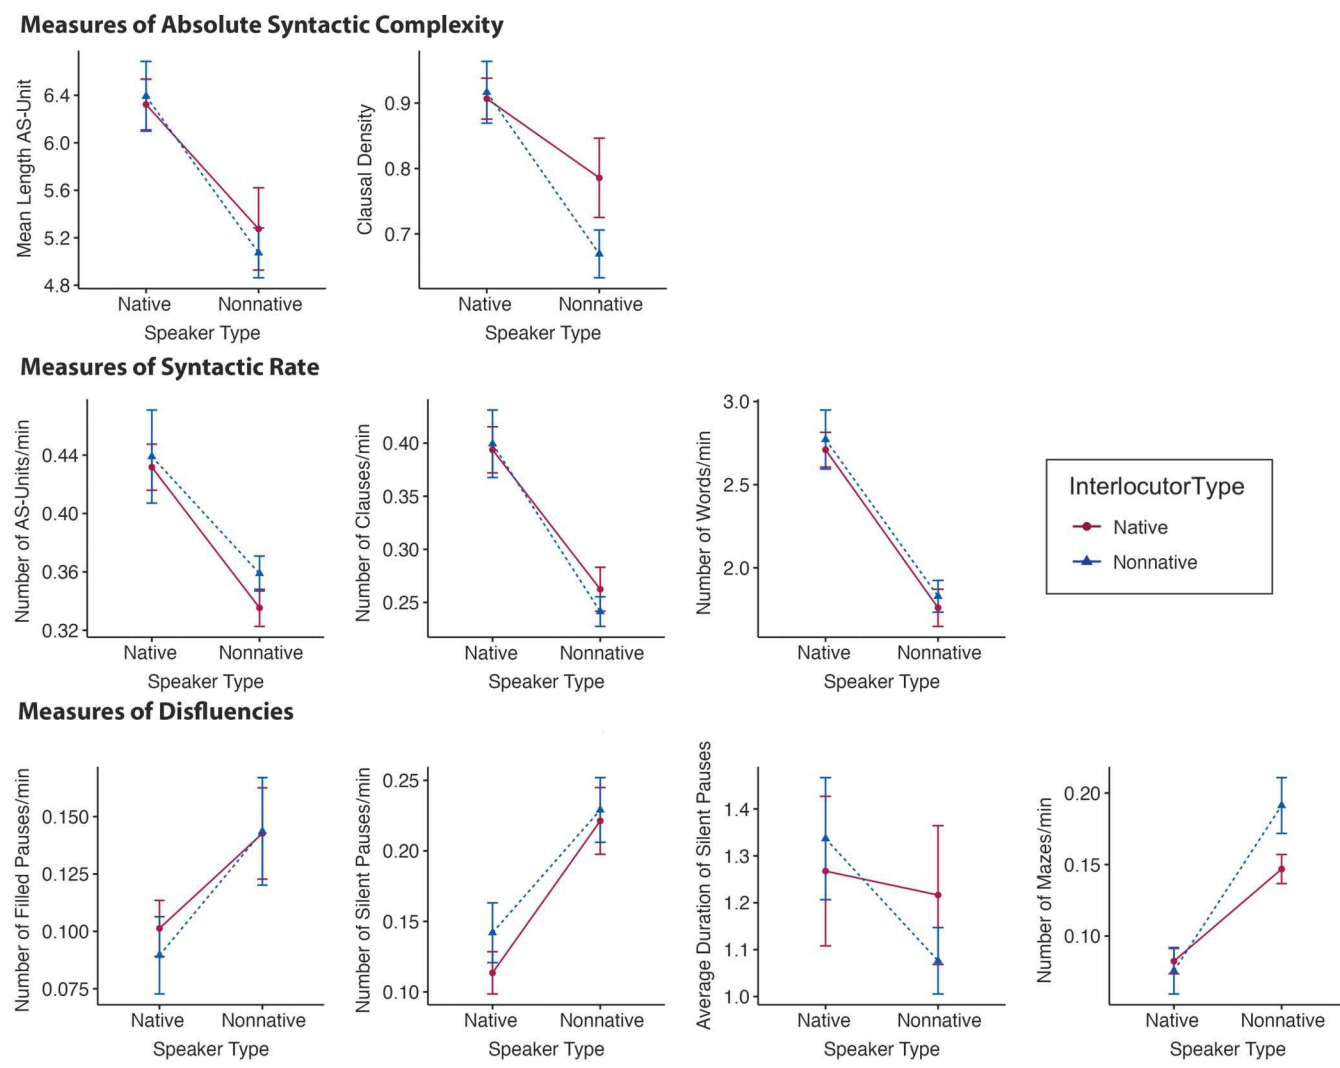 Measures of Absolute Syntactic Complexity
Mean Length AS-Unit
6.4
6.0
5.6
5.2
4.8
Native Nonnative
Speaker Type
Clausal Density
0.9
0.8
0.7
Native Nonnative
Speaker Type
Measures of Syntactic Rate
Number of AS-Units/min
0.44
0.40
0.36
0.32
Native Nonnative
Speaker Type
Number of Clauses/min
0.40
0.35
0.30
0.25
Native Nonnative
Speaker Type
Number of Words/min
3.0
2.5
2.0
Native Nonnative
Speaker Type
InterlocutorType
Native
Nonnative
Measures of Disfluencies
Number of Filled Pauses/min
0.150
0.125
0.100
0.075
Native Nonnative
Speaker Type
Number of Silent Pauses/min
0.25
0.20
0.15
0.10
Native Nonnative
Speaker Type
Average Duration of Silent Pauses
1.4
1.3
1.2
1.1
1.0
Native Nonnative
Speaker Type
Number of Mazes/min
0.20
0.15
0.10
Native Nonnative
Speaker Type